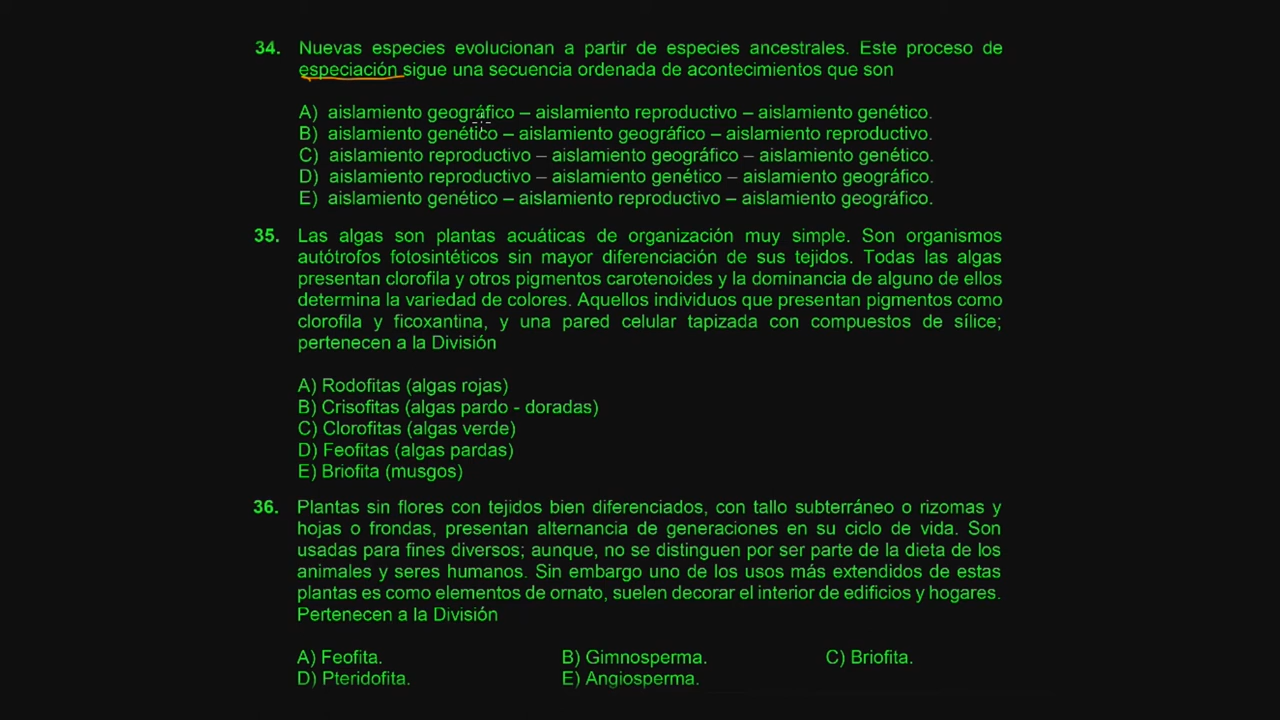 34. Nuevas especies evolucionan a partir de especies ancestrales. Este proceso de
especiación sigue una secuencia ordenada de acontecimientos que son
A) aislamiento geográfico – aislamiento reproductivo – aislamiento genético.
B) aislamiento genético – aislamiento geográfico – aislamiento reproductivo.
C) aislamiento reproductivo – aislamiento geográfico – aislamiento genético.
D) aislamiento reproductivo – aislamiento genético – aislamiento geográfico.
E) aislamiento genético – aislamiento reproductivo – aislamiento geográfico.
35. Las algas son plantas acuáticas de organización muy simple. Son organismos
autótrofos fotosintéticos sin mayor diferenciación de sus tejidos. Todas las algas
presentan clorofila y otros pigmentos carotenoides y la dominancia de alguno de ellos
determina la variedad de colores. Aquellos individuos que presentan pigmentos como
clorofila y ficoxantina, y una pared celular tapizada con compuestos de sílice;
pertenecen a la División
A) Rodofitas (algas rojas)
B) Crisofitas (algas pardo - doradas)
C) Clorofitas (algas verde)
D) Feofitas (algas pardas)
E) Briofita (musgos)
36. Plantas sin flores con tejidos bien diferenciados, con tallo subterráneo o rizomas y
hojas o frondas, presentan alternancia de generaciones en su ciclo de vida. Son
usadas para fines diversos; aunque, no se distinguen por ser parte de la dieta de los
animales y seres humanos. Sin embargo uno de los usos más extendidos de estas
plantas es como elementos de ornato, suelen decorar el interior de edificios y hogares.
Pertenecen a la División
A) Feofita. B) Gimnosperma. C) Briofita.
D) Pteridofita. E) Angiosperma.